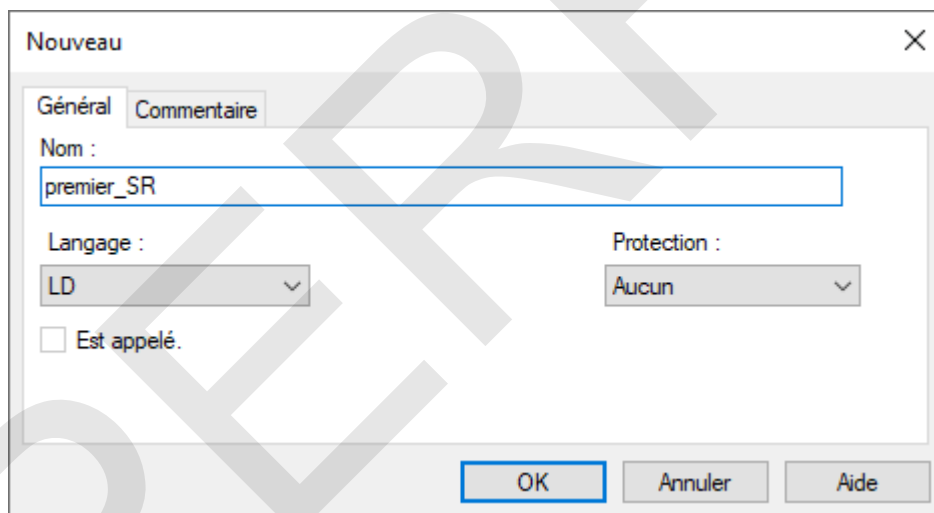 Nouveau
Général Commentaire
Nom :
premier_SR
Langage : Protection :
LD Aucun
Est appelé.
OK Annuler Aide